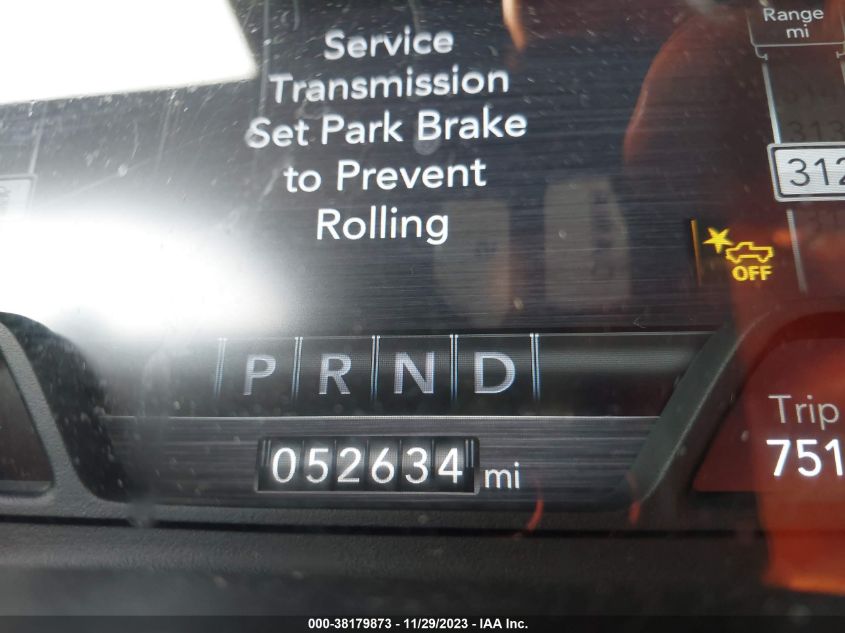 Service
Transmission
Set Park Brake
to Prevent
Rolling
Range
mi
313
312
OFF
P R N D
052634 mi
Trip
751
000-38179873 - 11/29/2023 - IAA Inc.